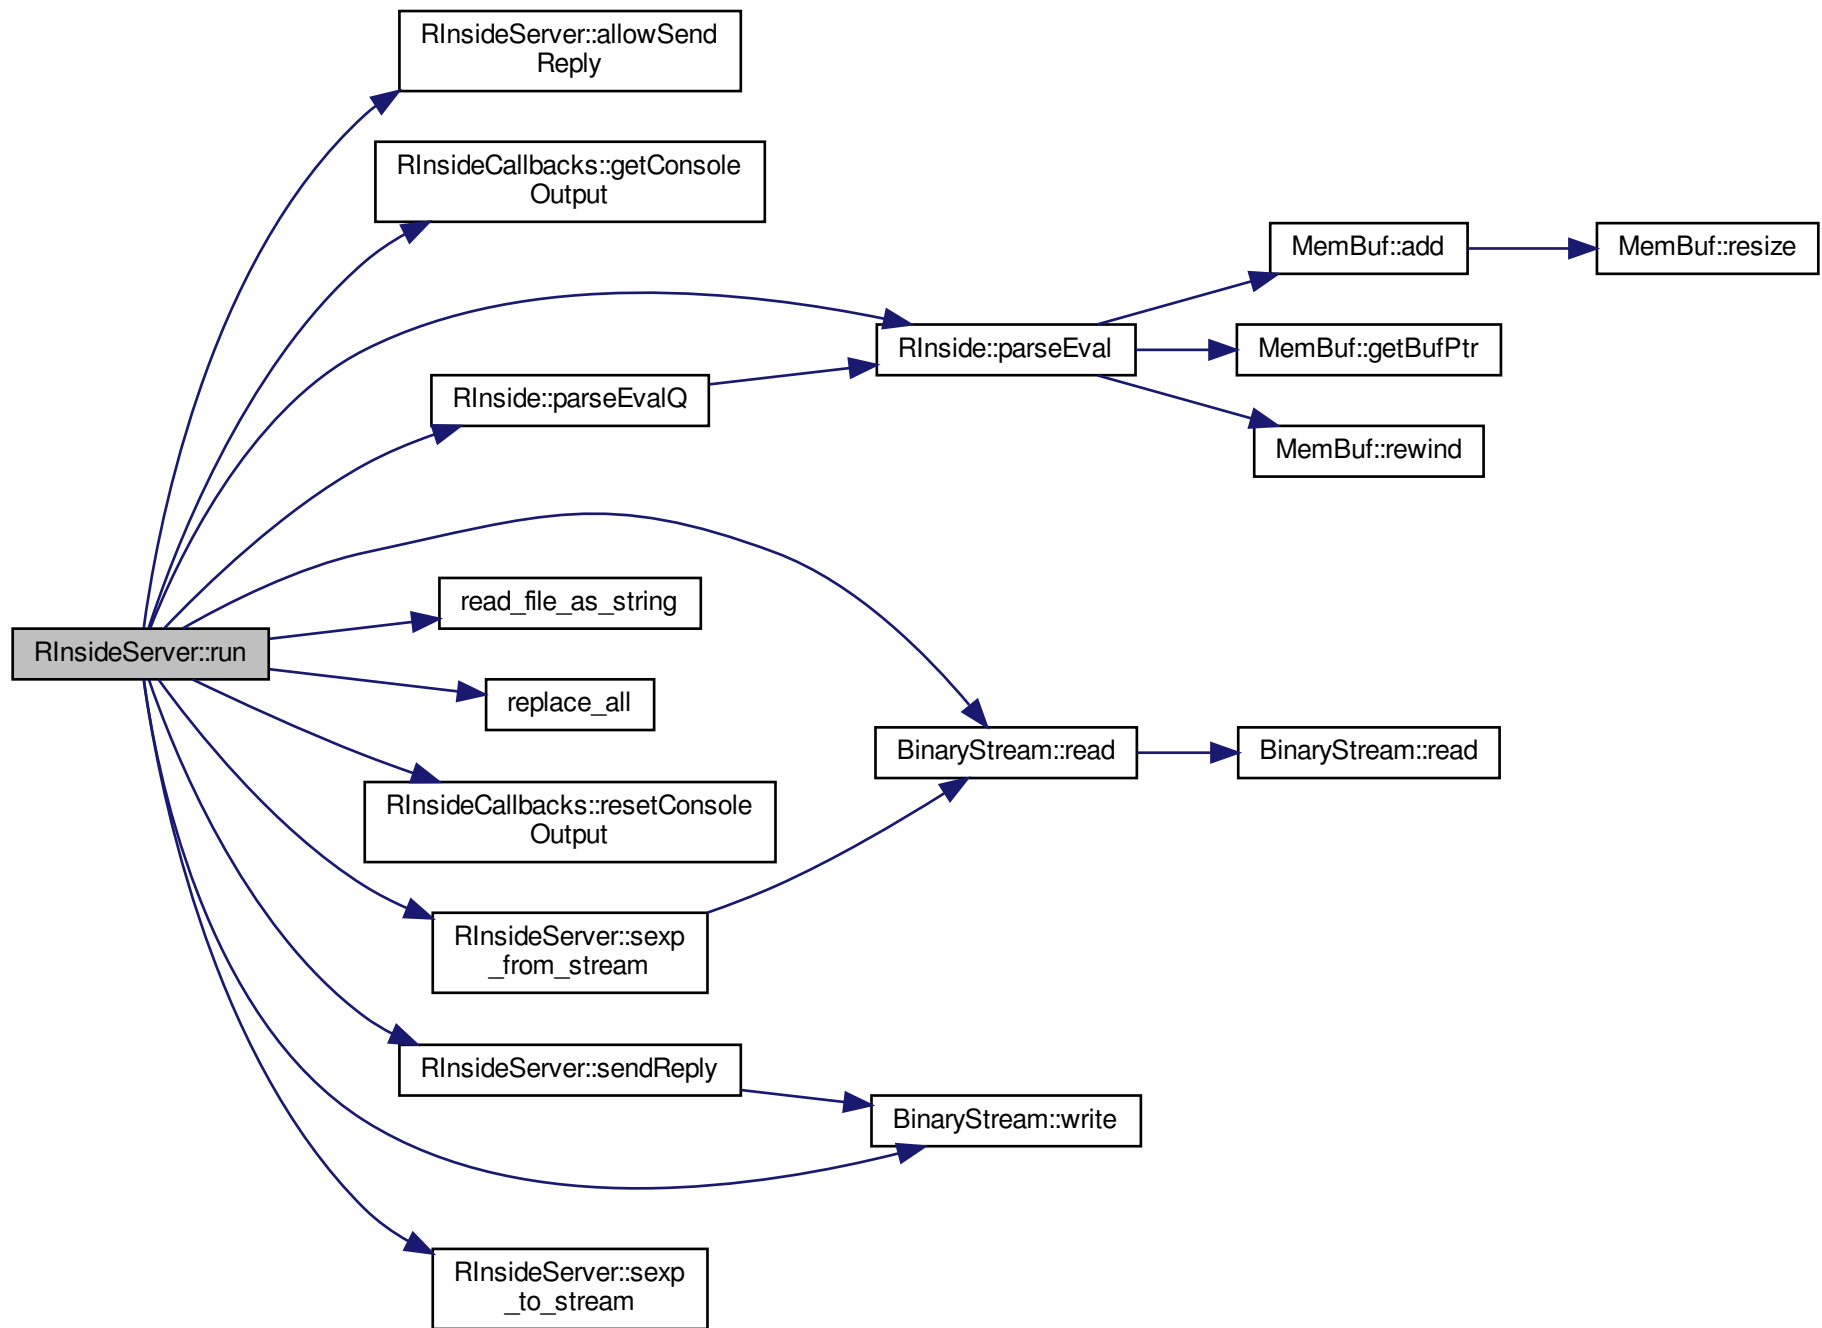 RInsideServer::allowSend
Reply
RInsideCallbacks::getConsole
Output
MemBuf::add
MemBuf::resize
RInside::parseEval
MemBuf::getBufPtr
RInside::parseEvalQ
MemBuf::rewind
read_file_as_string
RInsideServer::run
replace_all
BinaryStream::read
BinaryStream::read
RInsideCallbacks::resetConsole
Output
RInsideServer::sexp
_from_stream
RInsideServer::sendReply
BinaryStream::write
RInsideServer::sexp
_to_stream